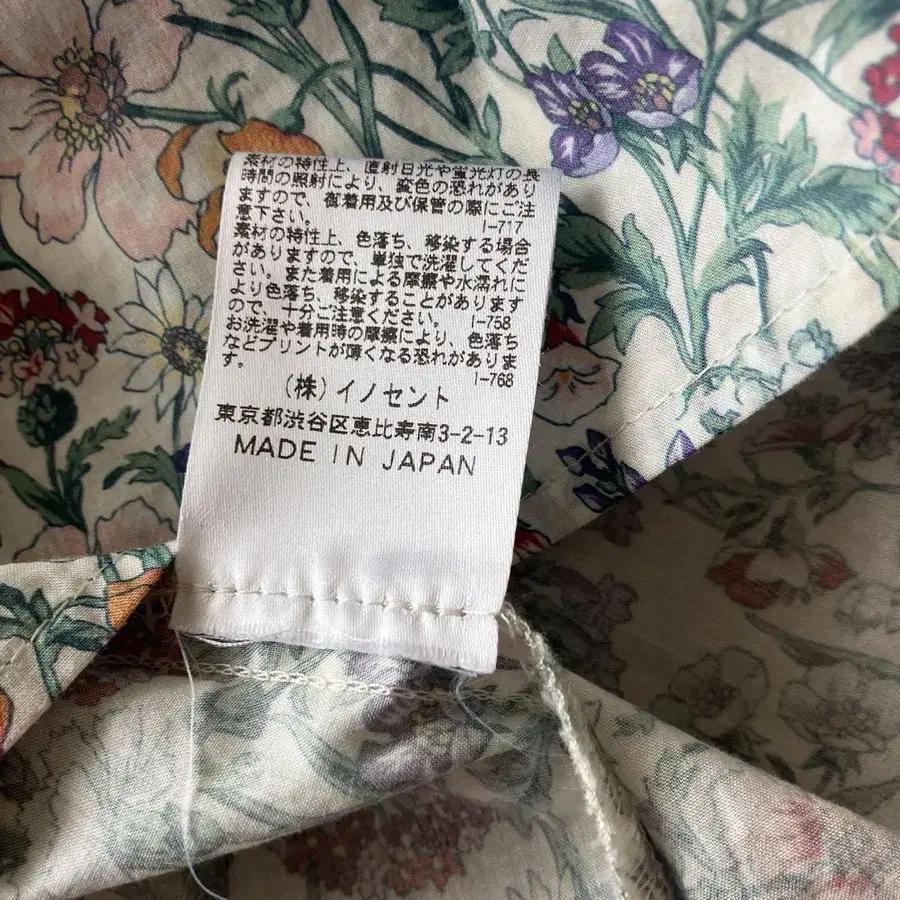 素材の特性上、直射日光や蛍光灯の長
時間の照射により、変色の恐れがあり
ますので、御着用及び保管の際にご注
意下さい。
I-717
素材の特性上、色落ち、移染する場合
がありますので、単独で洗濯してくだ
さい。また着用による摩擦や水濡れに
より色落ち、移染することがあります
ので、十分ご注意ください。 I-758
お洗濯や着用時の摩擦により、色落ち
などプリントが薄くなる恐れがありま
す。
I-768
(株)イノセント
東京都渋谷区恵比寿南3-2-13
MADE IN JAPAN